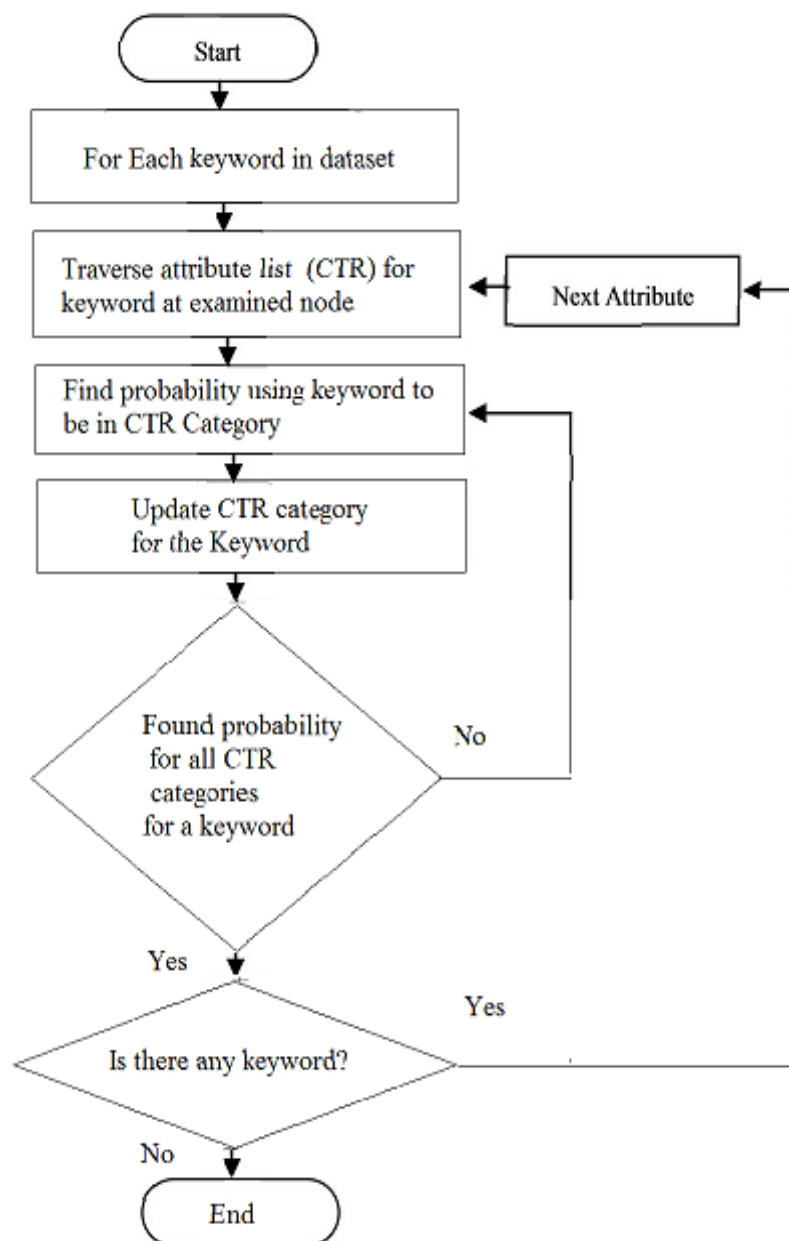 Start
For Each keyword in dataset
Traverse attribute list (CTR) for
keyword at examined node
Next Attribute
Find probability using keyword to
be in CTR Category
Update CTR category
for the Keyword
Found probability
for all CTR
categories
for a keyword
No
Yes
Is there any keyword?
Yes
No
End